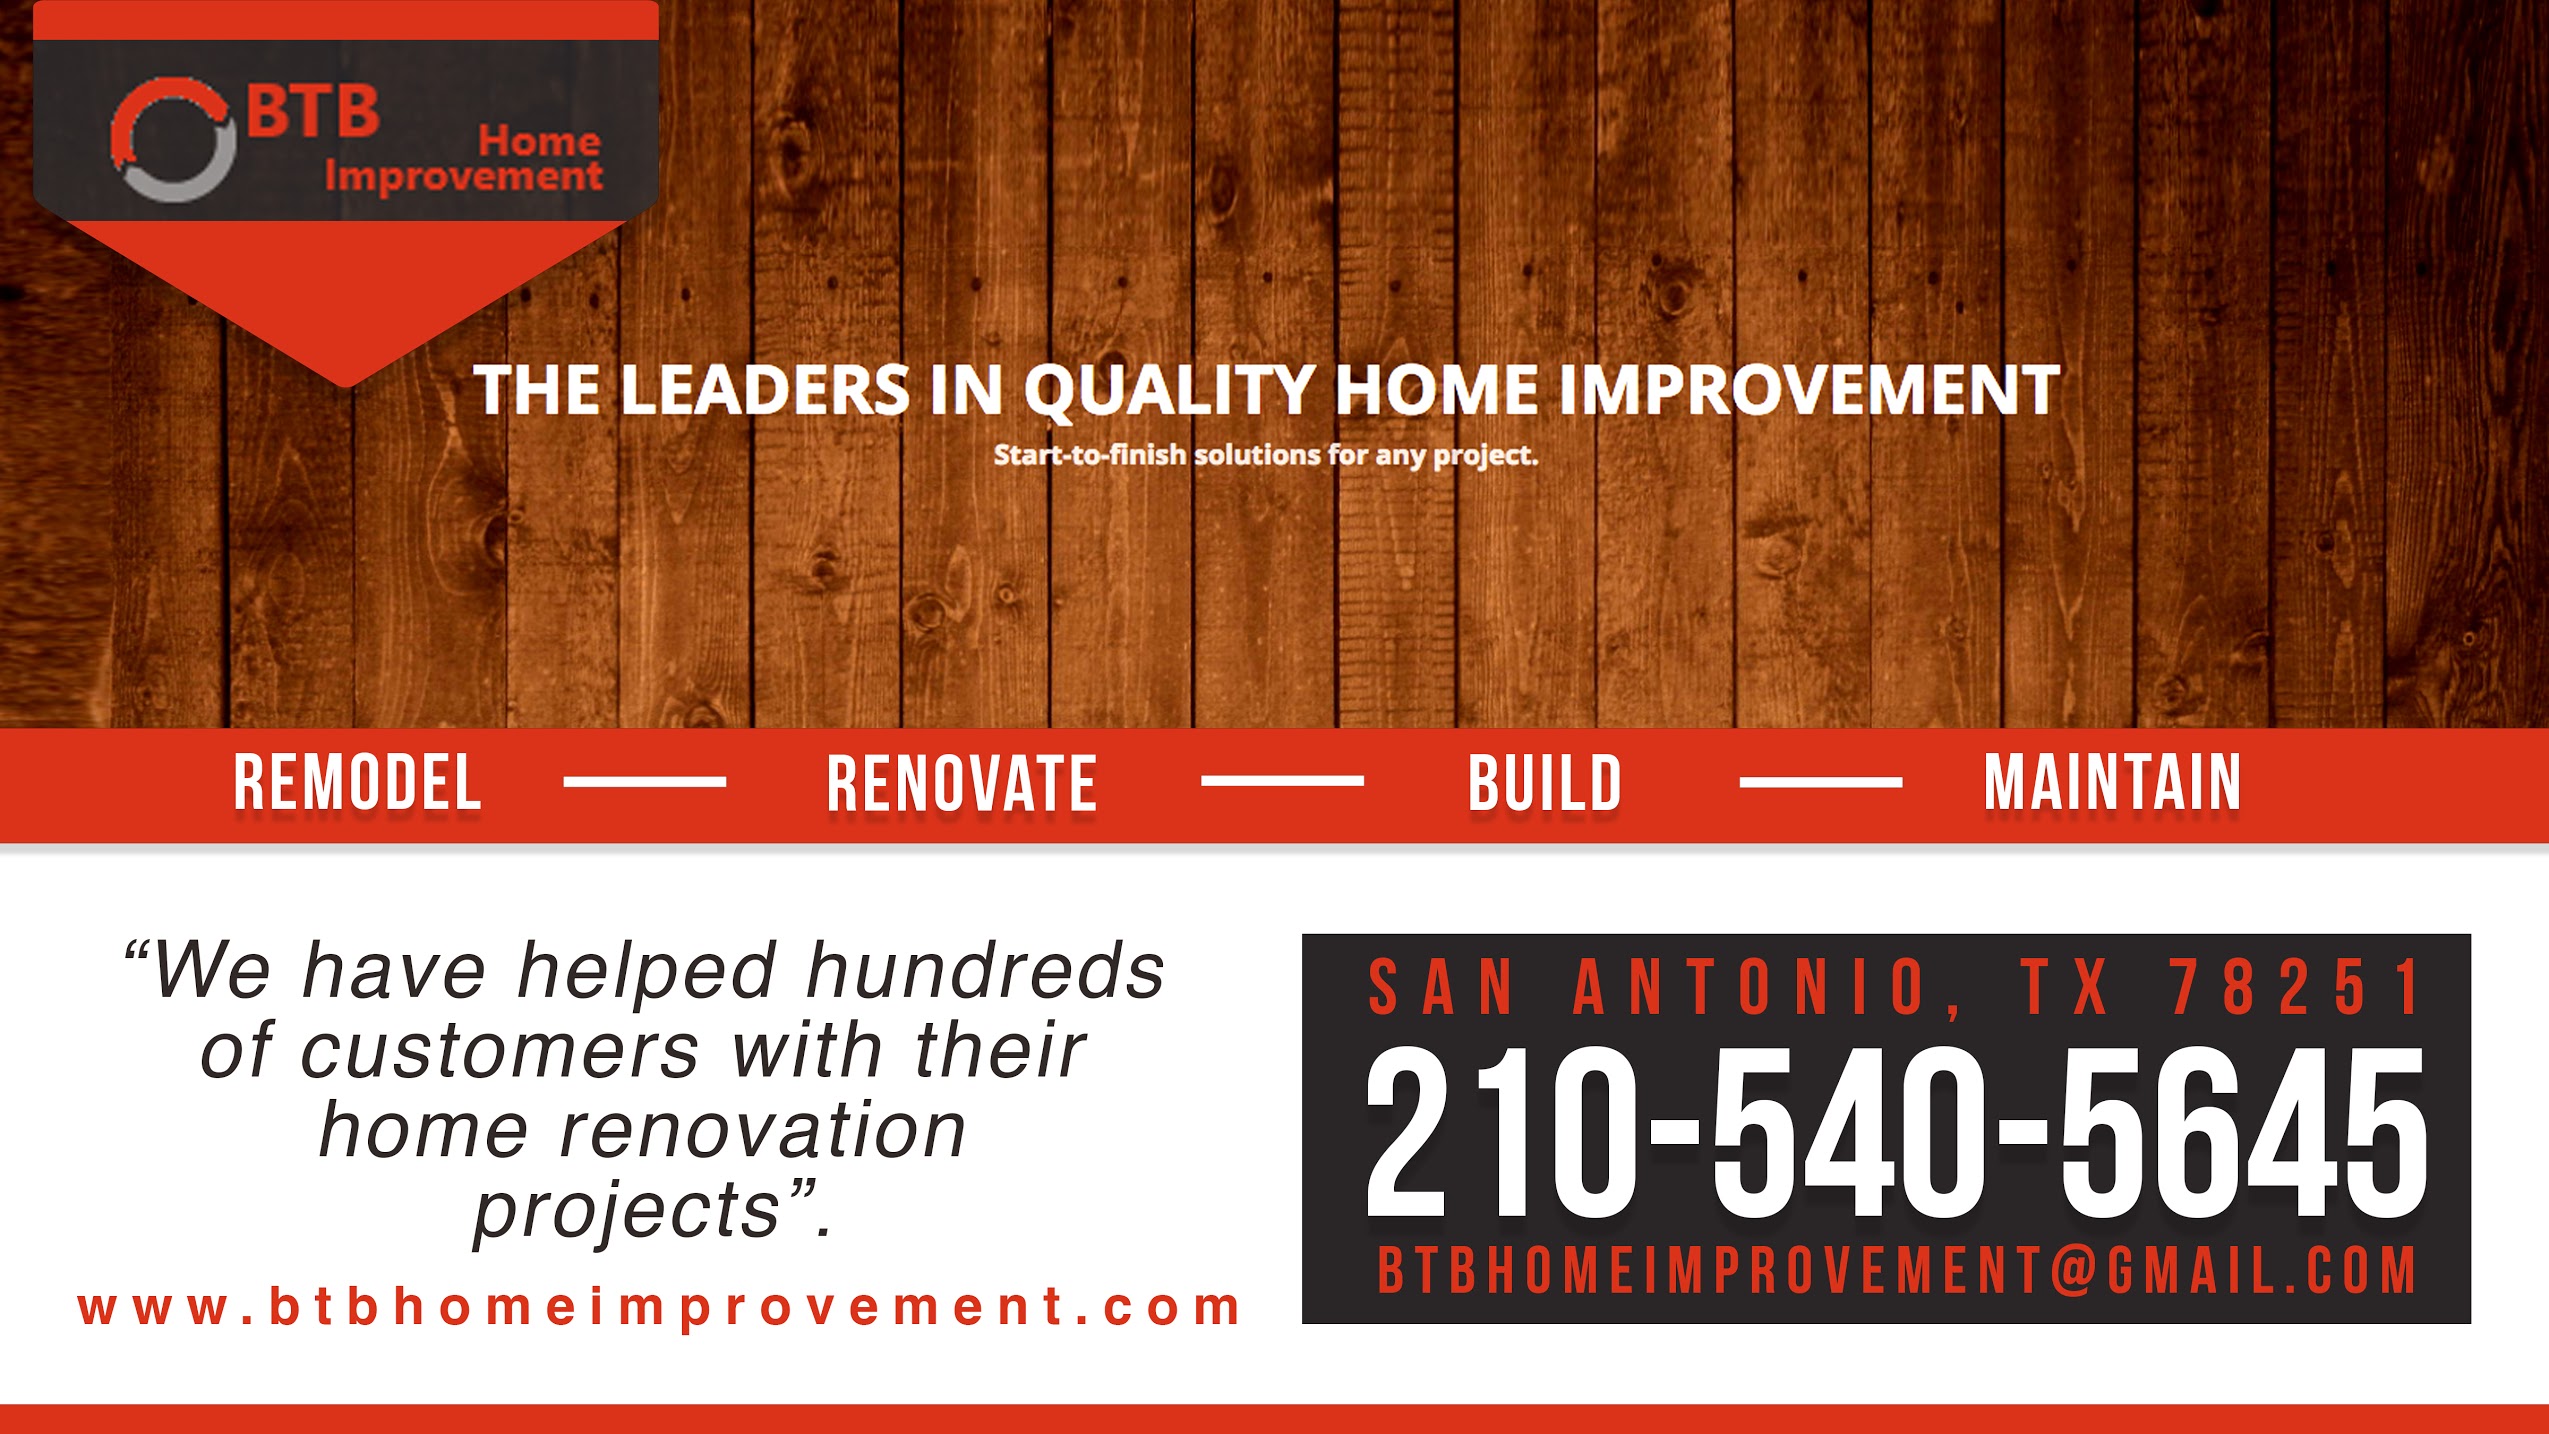 BTB
Home
Improvement
THE LEADERS IN QUALITY HOME IMPROVEMENT
Start-to-finish solutions for any project.
REMODEL — RENOVATE — BUILD — MAINTAIN
“We have helped hundreds
of customers with their
home renovation
projects”.
www.btbhomeimprovement.com
SAN ANTONIO, TX 78251
210-540-5645
BTBHOMEIMPROVEMENT@GMAIL.COM